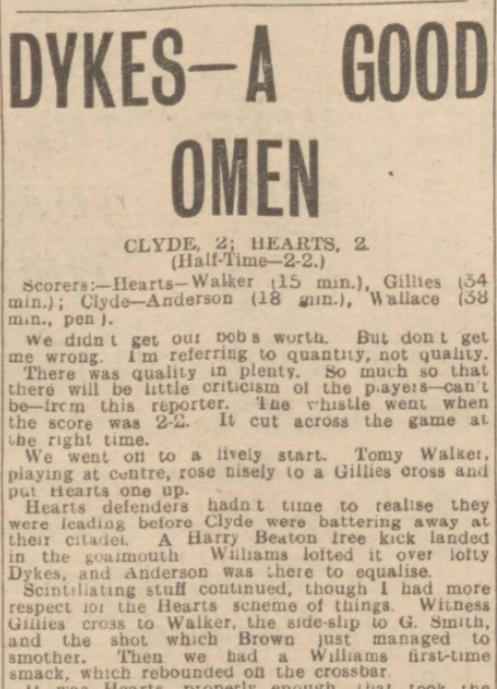 DYKES—A GOOD
OMEN
CLYDE, 2; HEARTS, 2.
(Half-Time—2-2.)
Scorers:—Hearts—Walker (15 min.), Gillies (34
min.); Clyde—Anderson (18 min.), Wallace (38
min., pen ).
We didn t get our bob s worth. But don t get
me wrong. I m referring to quantity, not quality.
There was quality in plenty. So much so that
there will be little criticism of the players—can't
be—from this reporter. The whistle went when
the score was 2-2. It cut across the game at
the right time.
We went off to a lively start. Tomy Walker,
playing at centre, rose nisely to a Gillies cross and
put Hearts one up.
Hearts defenders hadn t time to realise they
were leading before Clyde were battering away at
their citadel. A Harry Beaton free kick landed
in the goalmouth Williams lofted it over lofty
Dykes, and Anderson was there to equalise.
Scintillating stuff continued, though I had more
respect for the Hearts scheme of things. Witness
Gillies cross to Walker, the side-slip to G. Smith,
and the shot which Brown just managed to
smother. Then we had a Williams first-time
smack, which rebounded off the crossbar.
It was Hearts, properly enough, that took the